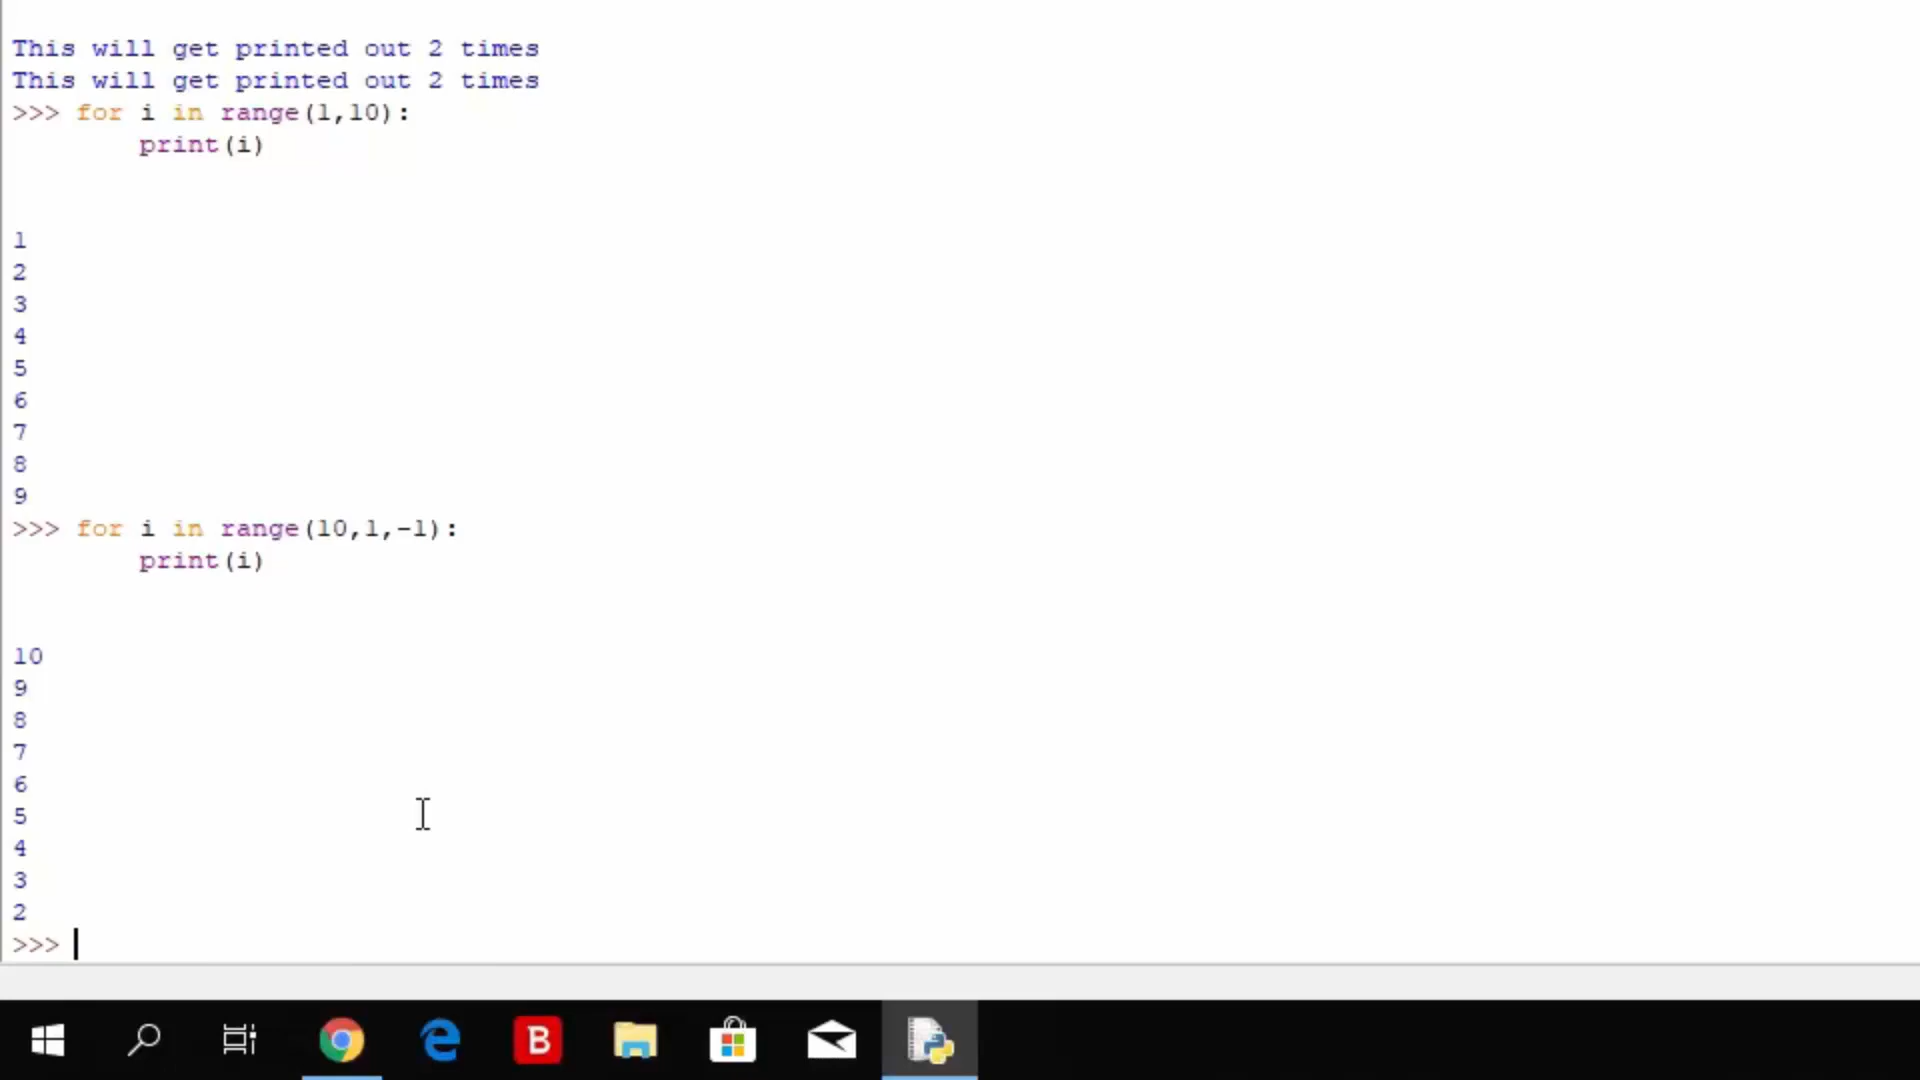 This will get printed out 2 times
This will get printed out 2 times
>>> for i in range(1,10):
        print(i)
1
2
3
4
5
6
7
8
9
>>> for i in range(10,1,-1):
        print(i)
10
9
8
7
6
5
4
3
2
>>>
B